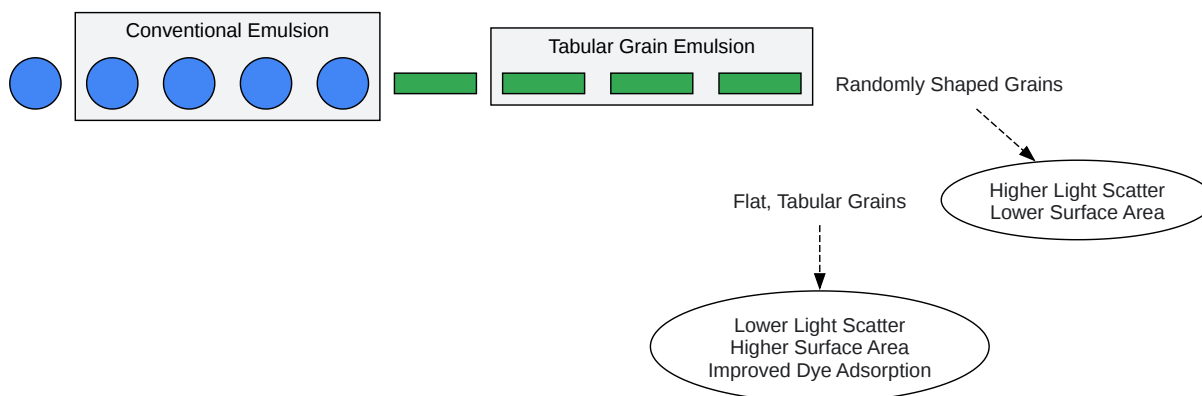 Conventional Emulsion
Tabular Grain Emulsion
Randomly Shaped Grains
Higher Light Scatter
Lower Surface Area
Flat, Tabular Grains
Lower Light Scatter
Higher Surface Area
Improved Dye Adsorption